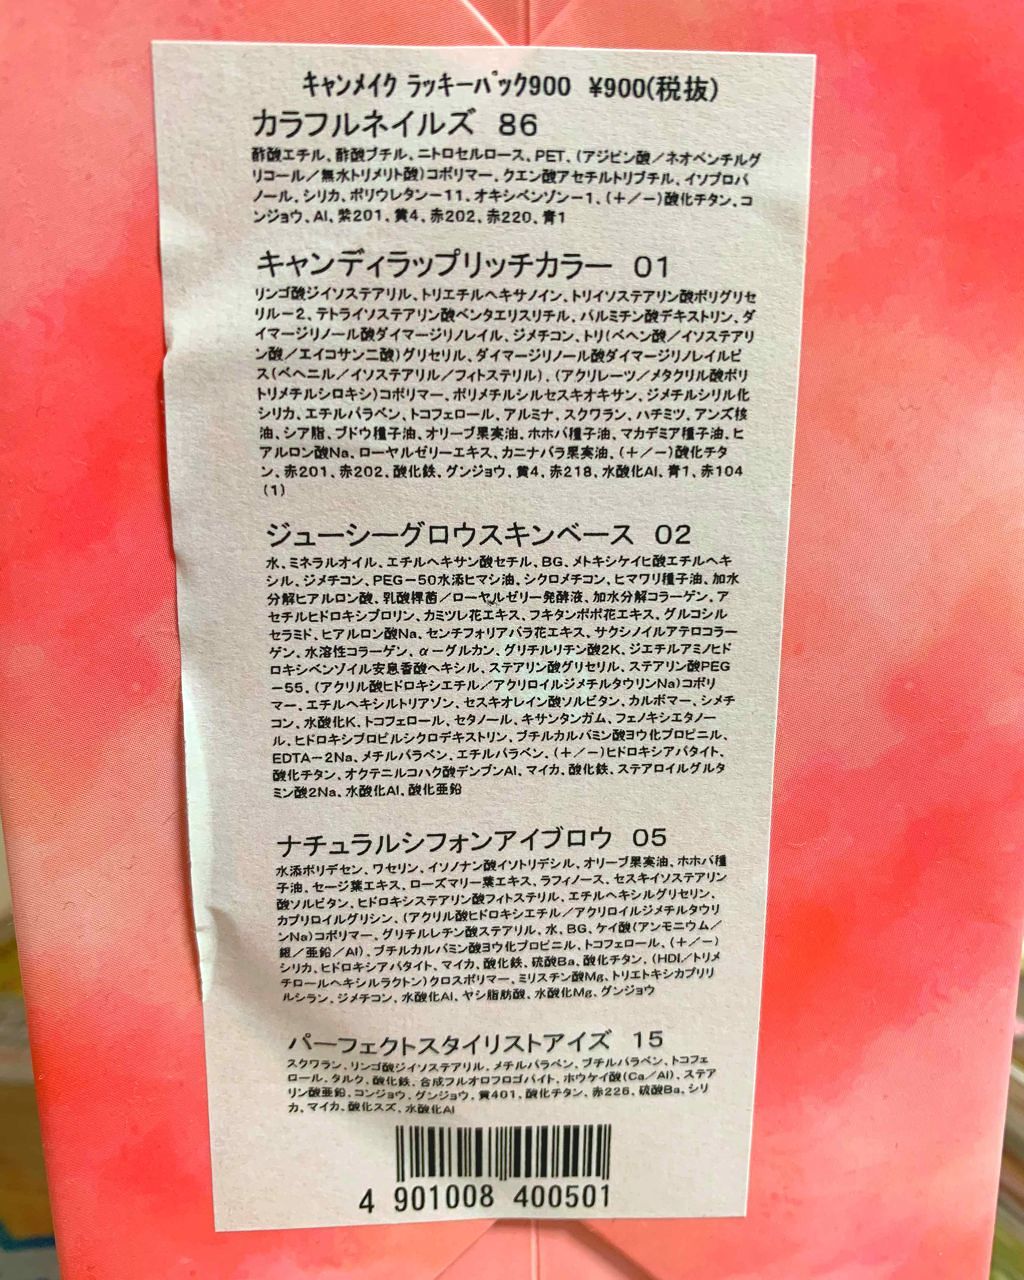 キャンメイク ラッキーパック900 ¥900(税抜)
カラフルネイルズ 86
酢酸エチル、酢酸ブチル、ニトロセルロース、PET、(アジピン酸／ネオペンチルグ
リコール／無水トリメリト酸)コポリマー、クエン酸アセチルトリブチル、イソプロパ
ノール、シリカ、ポリウレタン－11、オキシベンゾン－1、(＋／－)酸化チタン、コ
ンジョウ、Al、紫201、黄4、赤202、赤220、青1
キャンディラップリッチカラー 01
リンゴ酸ジイソステアリル、トリエチルヘキサノイン、トリイソステアリン酸ポリグリセ
リル－2、テトライソステアリン酸ペンタエリスリチル、パルミチン酸デキストリン、ダ
イマージリノール酸ダイマージリノレイル、ジメチコン、トリ(ベヘン酸／イソステアリ
ン酸／エイコサン二酸)グリセリル、ダイマージリノール酸ダイマージリノレイルビ
ス(ベヘニル／イソステアリル／フィトステリル)、(アクリレーツ／メタクリル酸ポリ
トリメチルシロキシ)コポリマー、ポリメチルシルセスキオキサン、ジメチルシリル化
シリカ、エチルパラベン、トコフェロール、アルミナ、スクワラン、ハチミツ、アンズ核
油、シア脂、ブドウ種子油、オリーブ果実油、ホホバ種子油、マカデミア種子油、ヒ
アルロン酸Na、ローヤルゼリーエキス、カニナバラ果実油、(＋／－)酸化チタ
ン、赤201、赤202、酸化鉄、グンジョウ、黄4、赤218、水酸化Al、青1、赤104
(1)
ジューシーグロウスキンベース 02
水、ミネラルオイル、エチルヘキサン酸セチル、BG、メトキシケイヒ酸エチルヘキ
シル、ジメチコン、PEG－50水添ヒマシ油、シクロメチコン、ヒマワリ種子油、加水
分解ヒアルロン酸、乳酸桿菌／ローヤルゼリー発酵液、加水分解コラーゲン、ア
セチルヒドロキシプロリン、カミツレ花エキス、フキタンポポ花エキス、グルコシル
セラミド、ヒアルロン酸Na、センチフォリアバラ花エキス、サクシノイルアテロコラー
ゲン、水溶性コラーゲン、α－グルカン、グリチルリチン酸2K、ジエチルアミノヒド
ロキシベンゾイル安息香酸ヘキシル、ステアリン酸グリセリル、ステアリン酸PEG
－55、(アクリル酸ヒドロキシエチル／アクリロイルジメチルタウリンNa)コポリ
マー、エチルヘキシルトリアゾン、セスキオレイン酸ソルビタン、カルボマー、シメチ
コン、水酸化K、トコフェロール、セタノール、キサンタンガム、フェノキシエタノー
ル、ヒドロキシプロピルシクロデキストリン、ブチルカルバミン酸ヨウ化プロピニル、
EDTA－2Na、メチルパラベン、エチルパラベン、(＋／－)ヒドロキシアパタイト、
酸化チタン、オクテニルコハク酸デンプンAl、マイカ、酸化鉄、ステアロイルグルタ
ミン酸2Na、水酸化Al、酸化亜鉛
ナチュラルシフォンアイブロウ 05
水添ポリデセン、ワセリン、イソノナン酸イソトリデシル、オリーブ果実油、ホホバ種
子油、セージ葉エキス、ローズマリー葉エキス、ラフィノース、セスキイソステアリン
酸ソルビタン、ヒドロキシステアリン酸フィトステリル、エチルヘキシルグリセリン、
カプリロイルグリシン、(アクリル酸ヒドロキシエチル／アクリロイルジメチルタウリ
ンNa)コポリマー、グリチルレチン酸ステアリル、水、BG、ケイ酸(アンモニウム／
銀／亜鉛／Al)、ブチルカルバミン酸ヨウ化プロピニル、トコフェロール、(＋／－)
シリカ、ヒドロキシアパタイト、マイカ、酸化鉄、硫酸Ba、酸化チタン、(HDI／トリメ
チロールヘキシルラクトン)クロスポリマー、ミリスチン酸Mg、トリエトキシカプリリ
ルシラン、ジメチコン、水酸化Al、ヤシ脂肪酸、水酸化Mg、グンジョウ
パーフェクトスタイリストアイズ 15
スクワラン、リンゴ酸ジイソステアリル、メチルパラベン、ブチルパラベン、トコフェ
ロール、タルク、酸化鉄、合成フルオロフロゴパイト、ホウケイ酸(Ca／Al)、ステア
リン酸亜鉛、コンジョウ、グンジョウ、黄401、酸化チタン、赤226、硫酸Ba、シリ
カ、マイカ、酸化スズ、水酸化Al
4 901008 400501